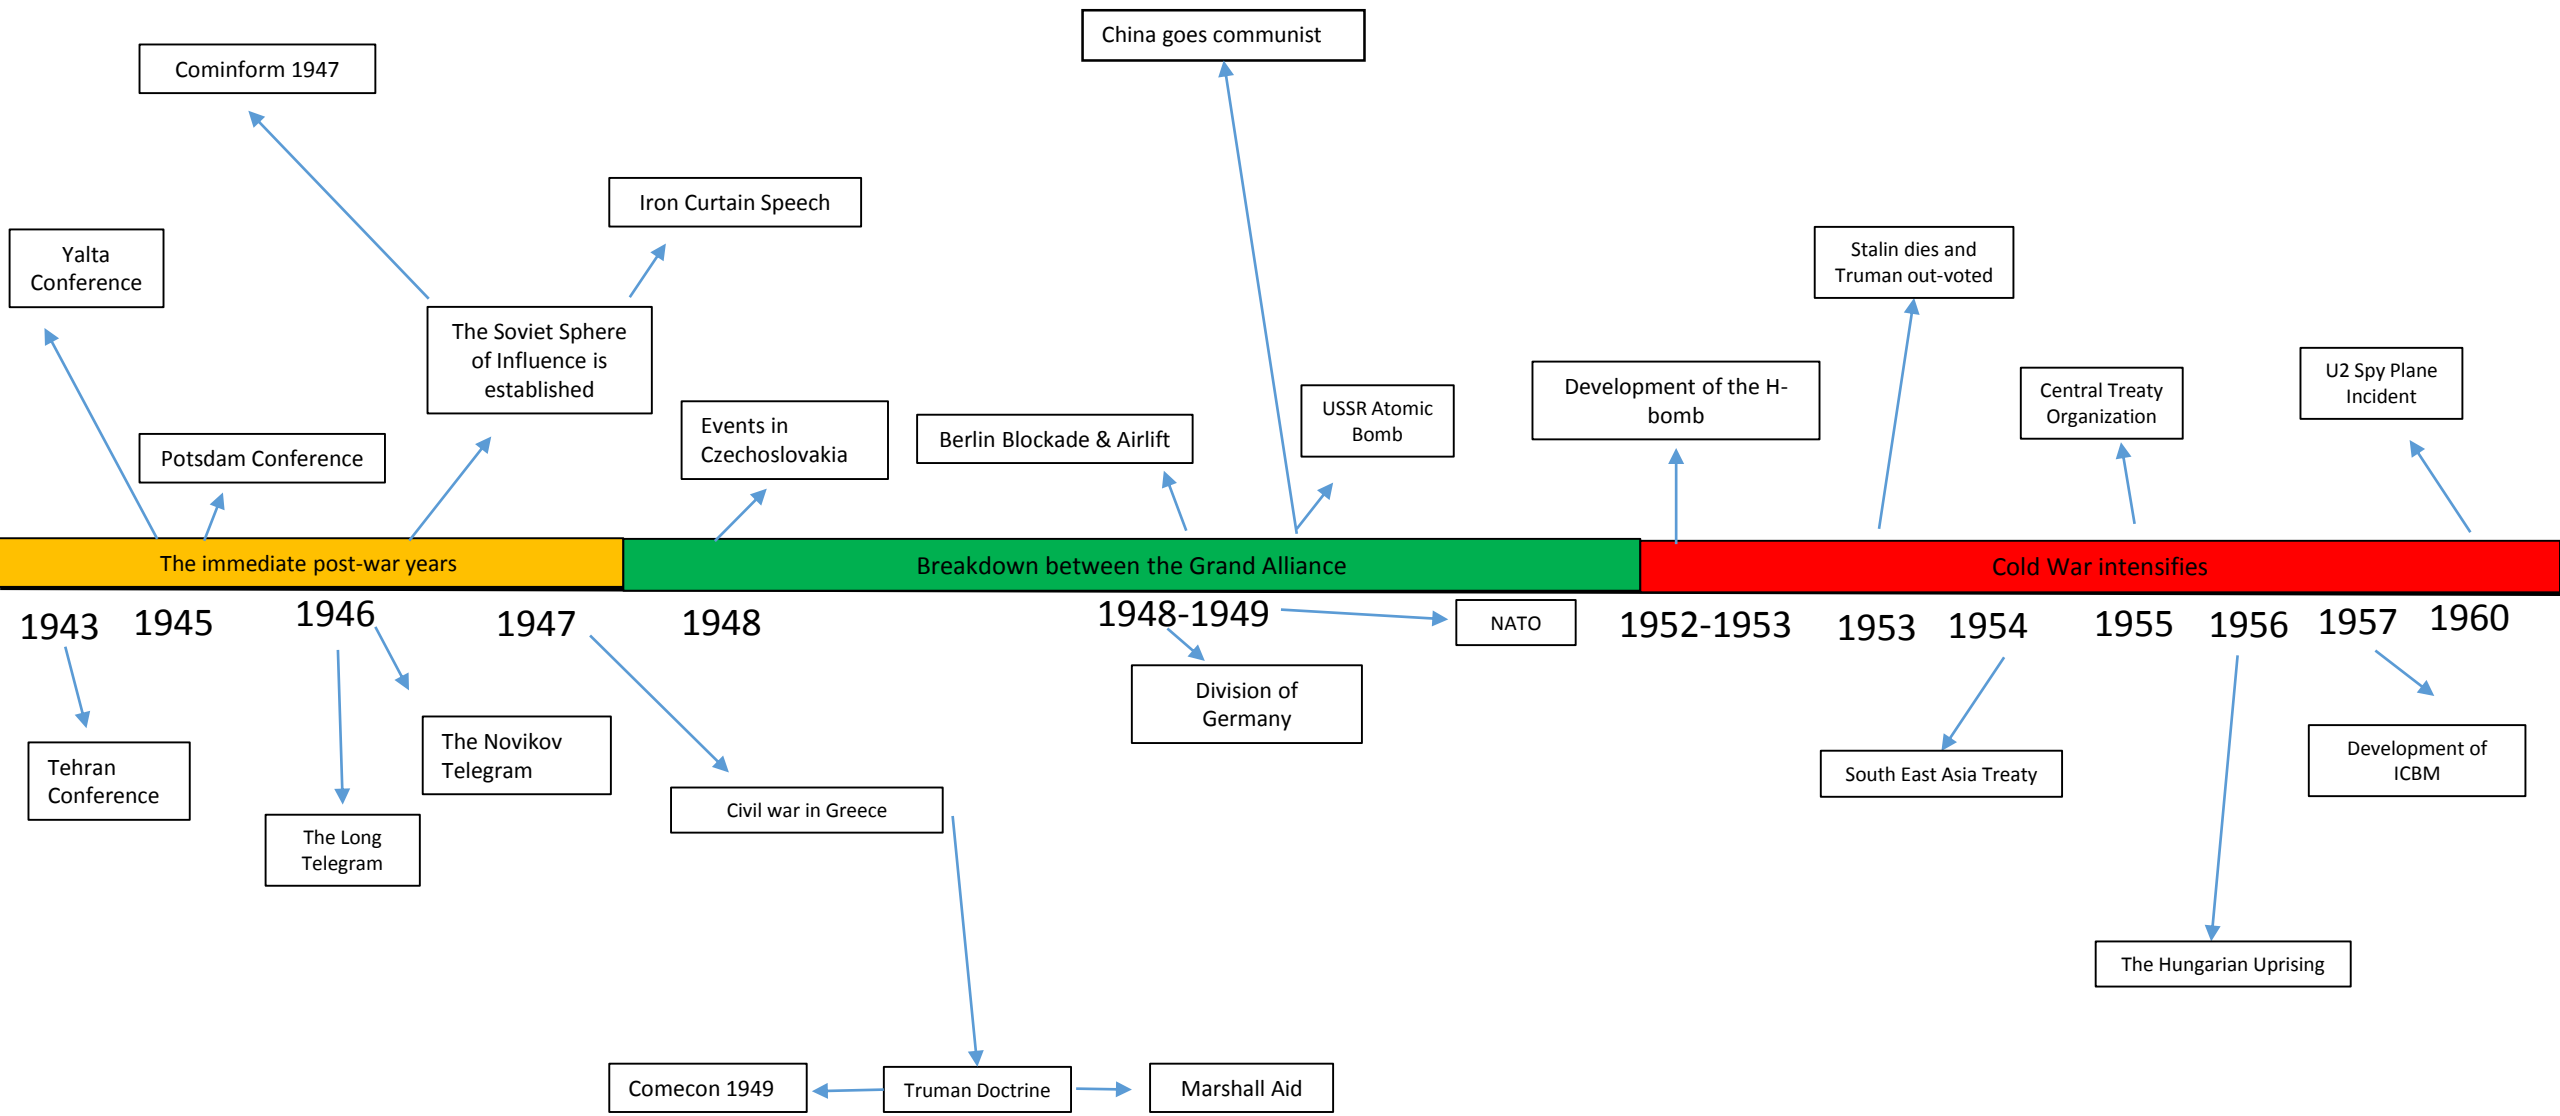 China goes communist
Cominform 1947
Iron Curtain Speech
Yalta
Conference
Stalin dies and
Truman out-voted
The Soviet Sphere
of Influence is
established
U2 Spy Plane
Incident
Development of the H-
bomb
Central Treaty
Organization
USSR Atomic
Bomb
Events in
Czechoslovakia
Berlin Blockade & Airlift
Potsdam Conference
The immediate post-war years
Breakdown between the Grand Alliance
Cold War intensifies
1943
1945
1946
1947
1948
1948-1949
NATO
1952-1953
1953
1954
1955
1956
1957
1960
Division of
Germany
The Novikov
Telegram
Tehran
Conference
South East Asia Treaty
Development of
ICBM
Civil war in Greece
The Long
Telegram
The Hungarian Uprising
Comecon 1949
Truman Doctrine
Marshall Aid